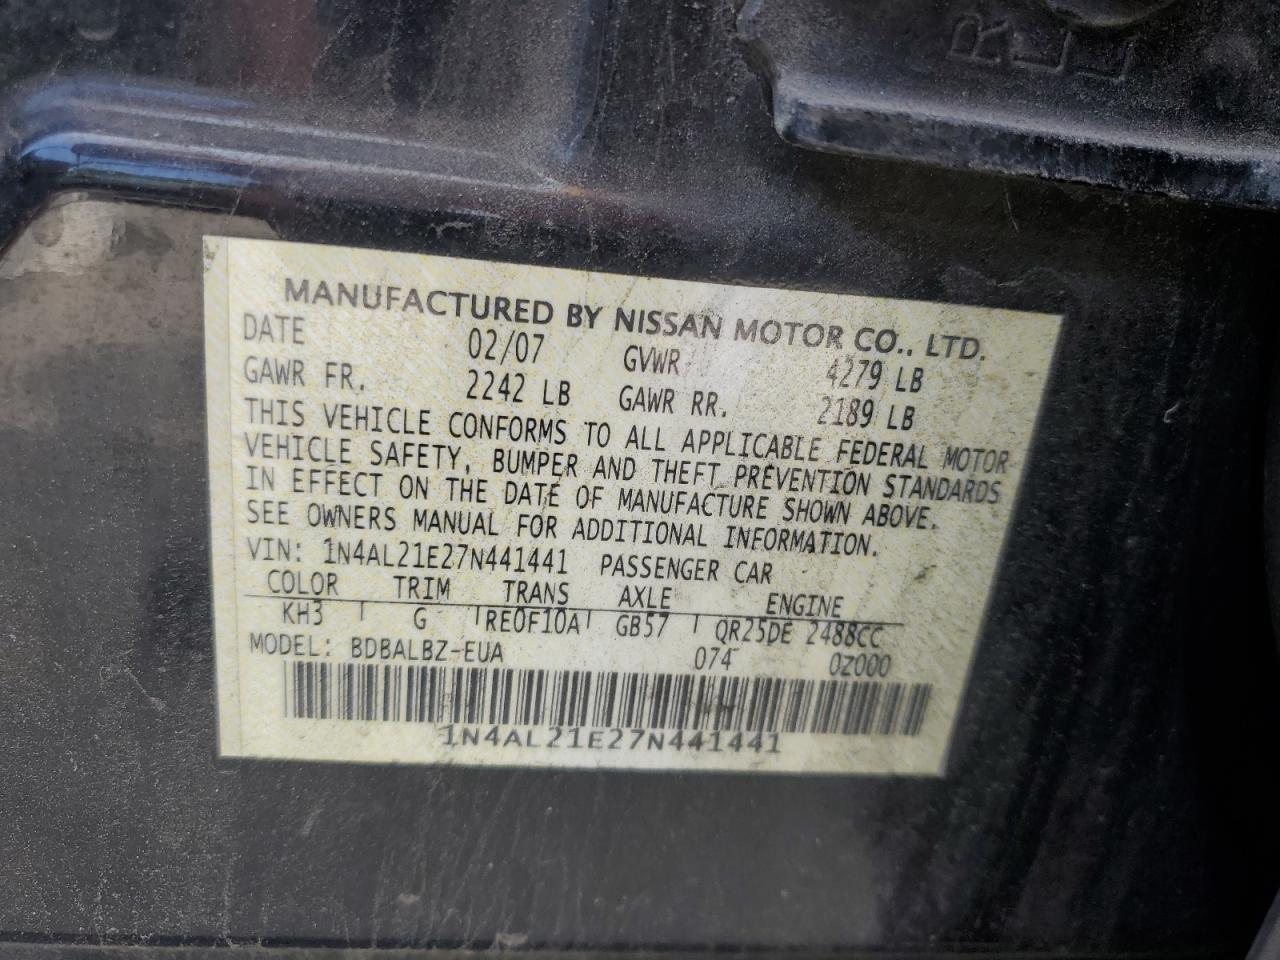 R
MANUFACTURED BY NISSAN MOTOR CO., LTD.
DATE 02/07 GVWR 4279 LB
GAWR FR. 2242 LB GAWR RR. 2189 LB
THIS VEHICLE CONFORMS TO ALL APPLICABLE FEDERAL MOTOR
VEHICLE SAFETY, BUMPER AND THEFT PREVENTION STANDARDS
IN EFFECT ON THE DATE OF MANUFACTURE SHOWN ABOVE.
SEE OWNERS MANUAL FOR ADDITIONAL INFORMATION.
VIN: 1N4AL21E27N441441 PASSENGER CAR
COLOR TRIM TRANS AXLE ENGINE
KH3 G RE0F10A GB57 QR25DE 2488CC
MODEL: BDBALBZ-EUA 074 0Z000
1N4AL21E27N441441